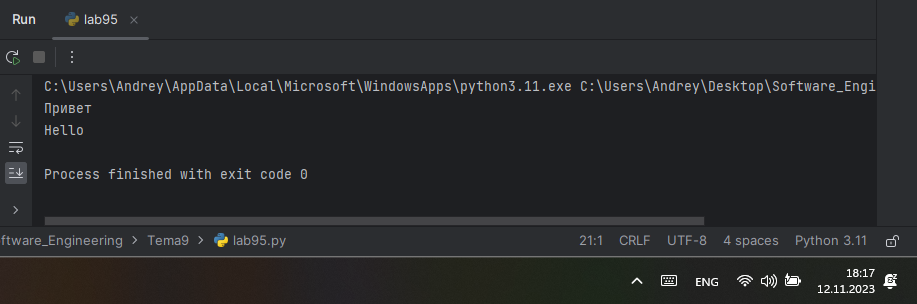 Run lab95
C:\Users\Andrey\AppData\Local\Microsoft\WindowsApps\python3.11.exe C:\Users\Andrey\Desktop\Software_Engi
Привет
Hello
Process finished with exit code 0
ftware_Engineering > Tema9 > lab95.py 21:1 CRLF UTF-8 4 spaces Python 3.11
ENG 18:17
12.11.2023